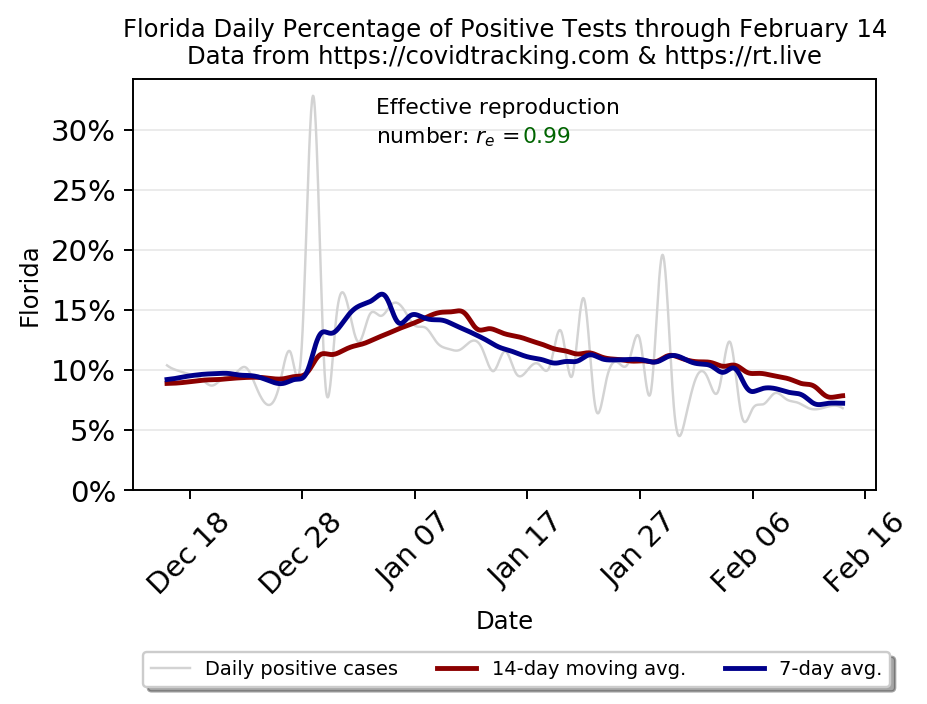 Florida Daily Percentage of Positive Tests through February 14
Data from https://covidtracking.com & https://rt.live
Effective reproduction
number: rₑ =0.99
30%
25%
20%
15%
10%
5%
0%
Florida
Dec 18
Dec 28
Jan 07
Jan 17
Jan 27
Feb 06
Feb 16
Date
Daily positive cases
14-day moving avg.
7-day avg.